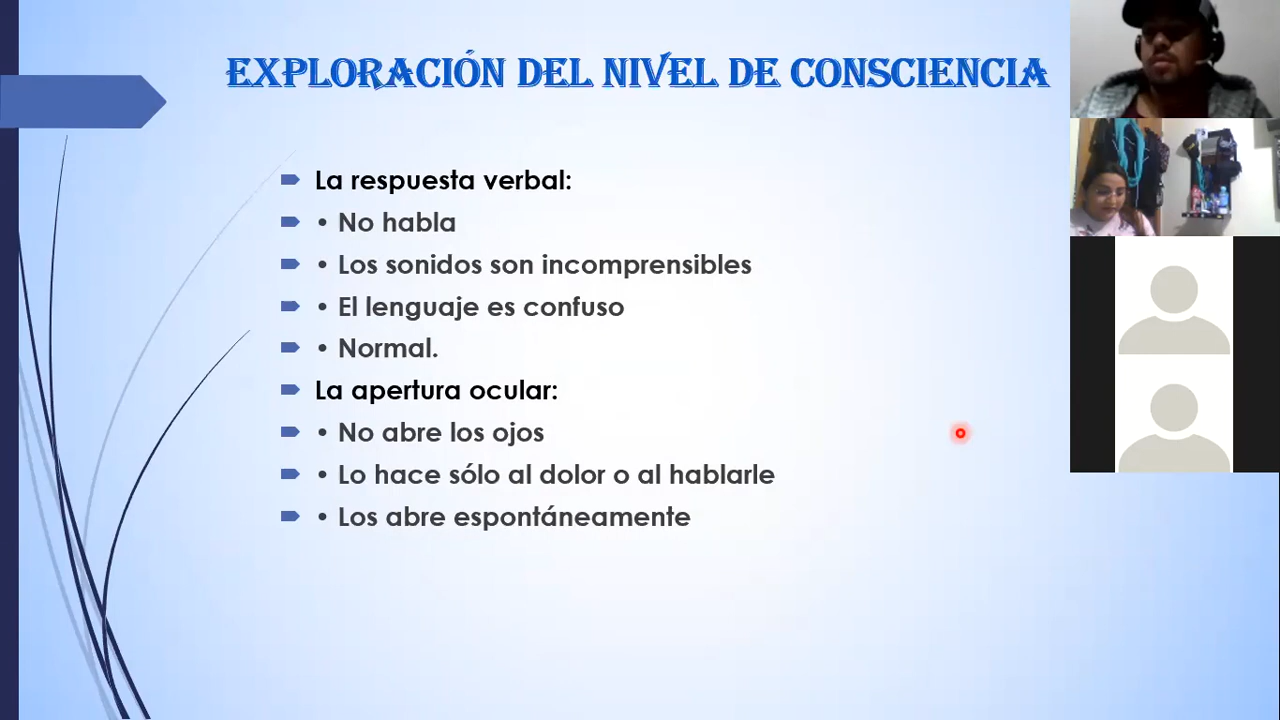 EXPLORACIÓN DEL NIVEL DE CONSCIENCIA
La respuesta verbal:
• No habla
• Los sonidos son incomprensibles
• El lenguaje es confuso
• Normal.
La apertura ocular:
• No abre los ojos
• Lo hace sólo al dolor o al hablarle
• Los abre espontáneamente